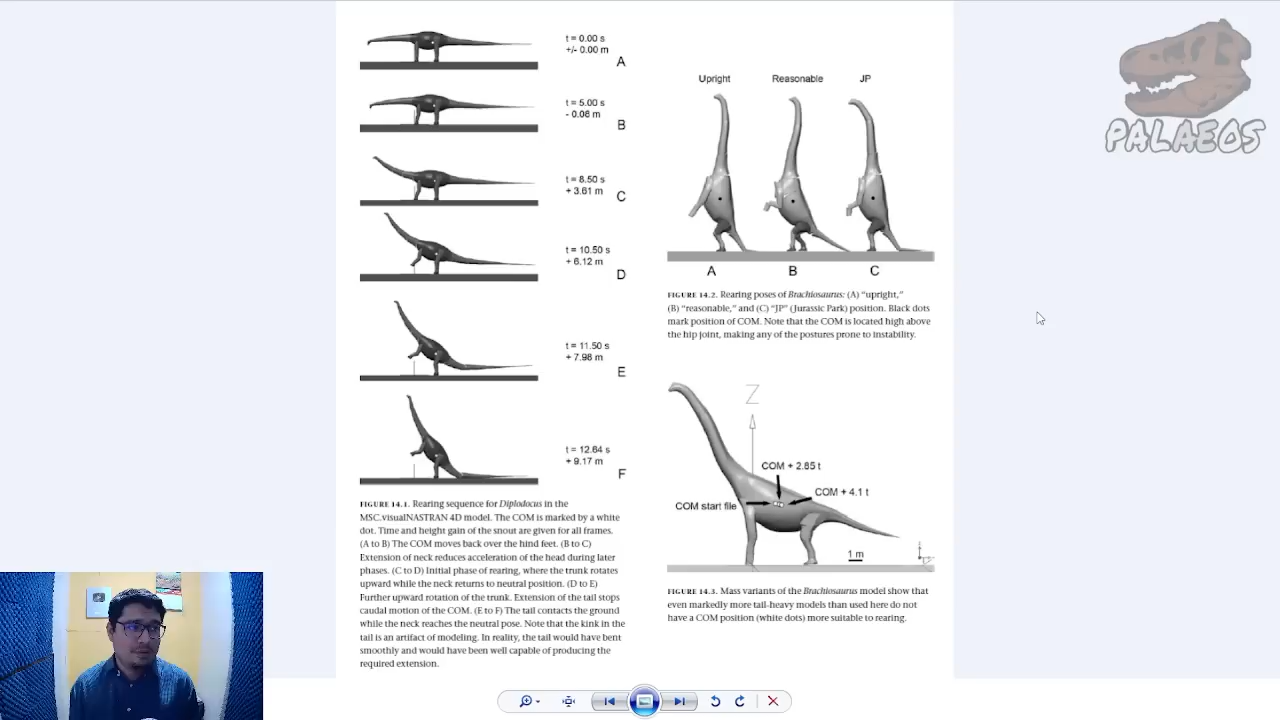 t = 0.00 s
+/- 0.00 m
A
t = 5.00 s
- 0.08 m
B
t = 8.50 s
+ 3.61 m
C
t = 10.50 s
+ 6.12 m
D
t = 11.50 s
+ 7.98 m
E
t = 12.64 s
+ 9.17 m
F
FIGURE 14.1. Rearing sequence for Diplodocus in the
MSC.visualNASTRAN 4D model. The COM is marked by a white
dot. Time and height gain of the snout are given for all frames.
(A to B) The COM moves back over the hind feet. (B to C)
Extension of neck reduces acceleration of the head during later
phases. (C to D) Initial phase of rearing, where the trunk rotates
upward while the neck returns to neutral position. (D to E)
Further upward rotation of the trunk. Extension of the tail stops
caudal motion of the COM. (E to F) The tail contacts the ground
while the neck reaches the neutral pose. Note that the kink in the
tail is an artifact of modeling. In reality, the tail would have bent
smoothly and would have been well capable of producing the
required extension.
Upright Reasonable JP
A B C
FIGURE 14.2. Rearing poses of Brachiosaurus: (A) “upright,”
(B) “reasonable,” and (C) “JP” (Jurassic Park) position. Black dots
mark position of COM. Note that the COM is located high above
the hip joint, making any of the postures prone to instability.
Z
COM + 2.85 t
COM + 4.1 t
COM start file
1 m
FIGURE 14.3. Mass variants of the Brachiosaurus model show that
even markedly more tail-heavy models than used here do not
have a COM position (white dots) more suitable to rearing.
PALAEOS